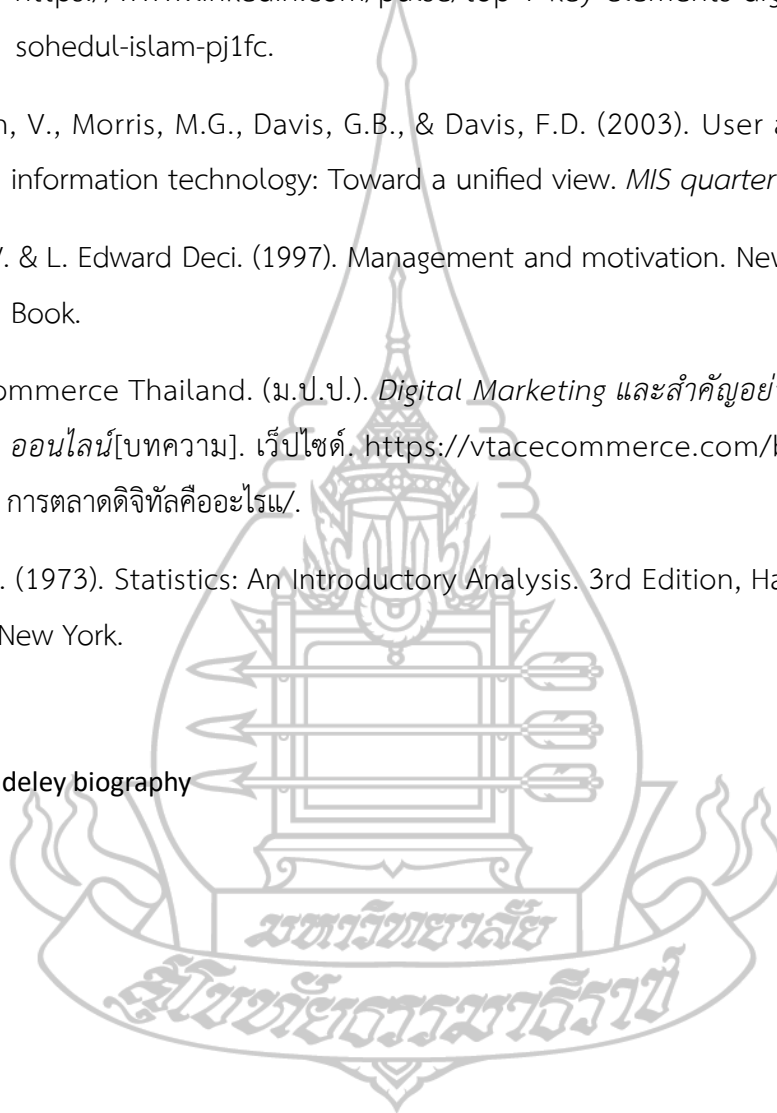 https://www.linkedin.com/pulse/top-7-key-elements-dig
sohedul-islam-pj1fc.
n, V., Morris, M.G., Davis, G.B., & Davis, F.D. (2003). User a
information technology: Toward a unified view. MIS quarter
V. & L. Edward Deci. (1997). Management and motivation. New
Book.
ommerce Thailand. (ม.ป.ป.). Digital Marketing และสำคัญอย่
ออนไลน์[บทความ]. เว็ปไซด์. https://vtacecommerce.com/b
การตลาดดิจิทัลคืออะไรแ/.
. (1973). Statistics: An Introductory Analysis. 3rd Edition, Ha
New York.
deley biography
มหาวิทยาลัย
สุโขทัยธรรมาธิราช